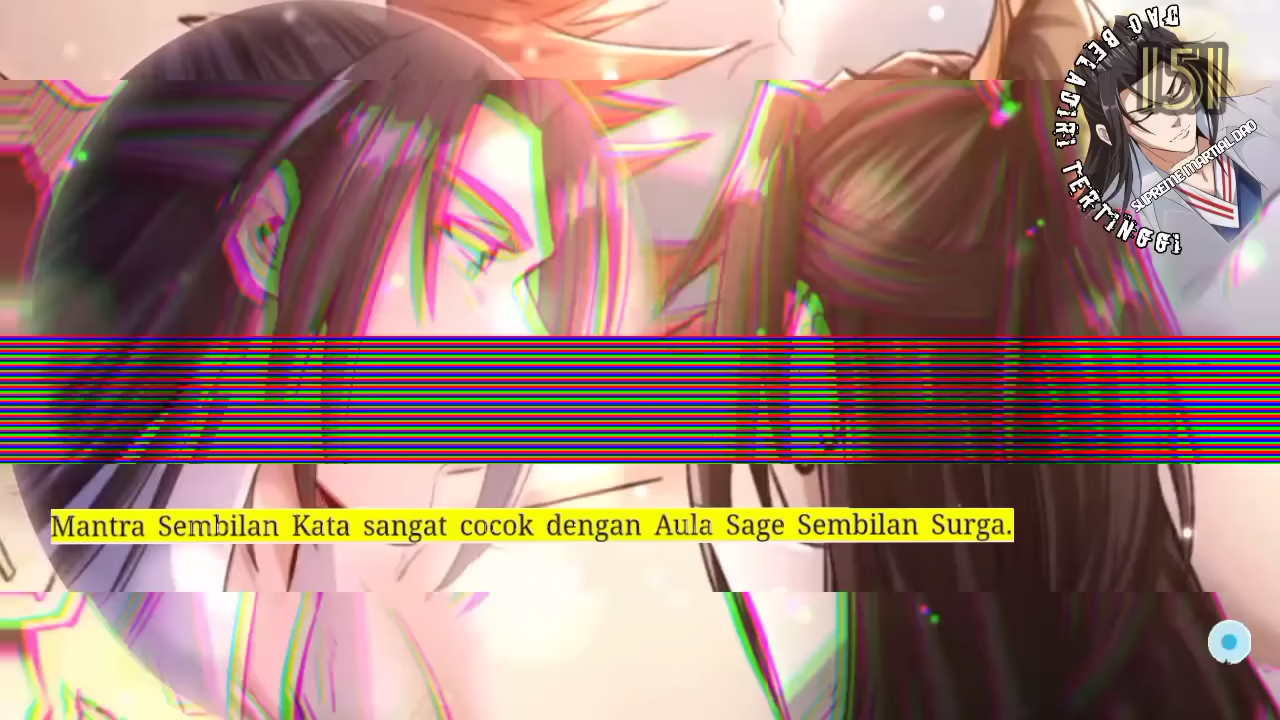 DAO BELADIRI TERTINGGI
151
SUPREME MARTIAL DAO
Mantra Sembilan Kata sangat cocok dengan Aula Sage Sembilan Surga.